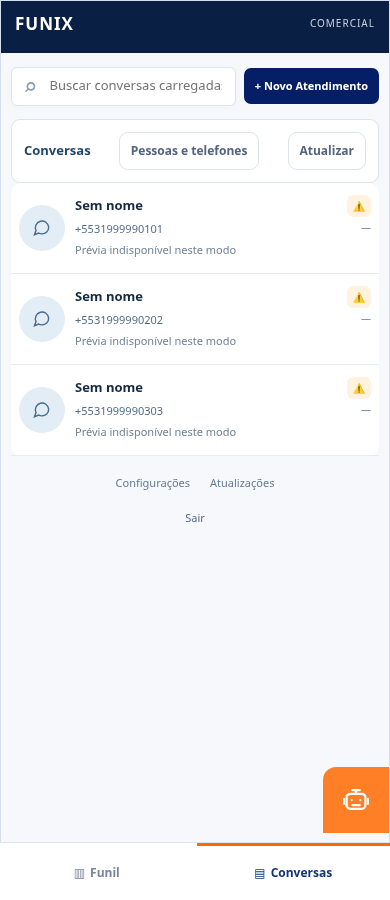 FUNIX
COMERCIAL
Buscar conversas carregada
+ Novo Atendimento
Conversas
Pessoas e telefones
Atualizar
Sem nome
+5531999990101
—
Prévia indisponível neste modo
Sem nome
+5531999990202
—
Prévia indisponível neste modo
Sem nome
+5531999990303
—
Prévia indisponível neste modo
Configurações
Atualizações
Sair
Funil
Conversas